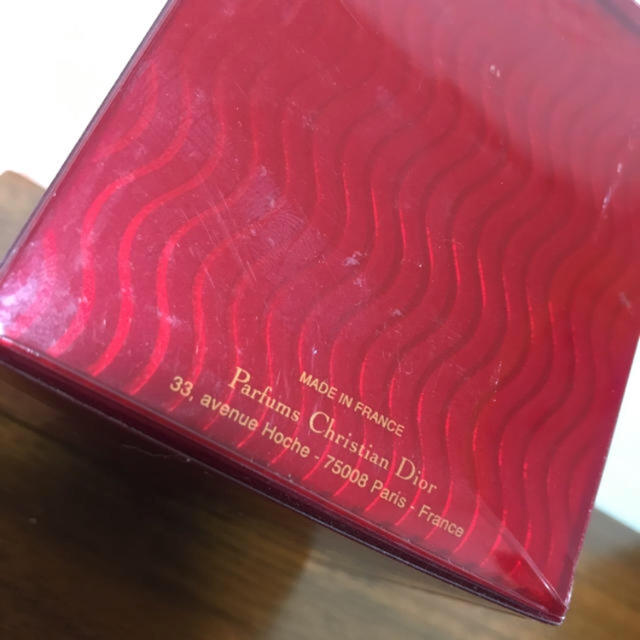 MADE IN FRANCE
Parfums Christian Dior
33, avenue Hoche - 75008 Paris - France